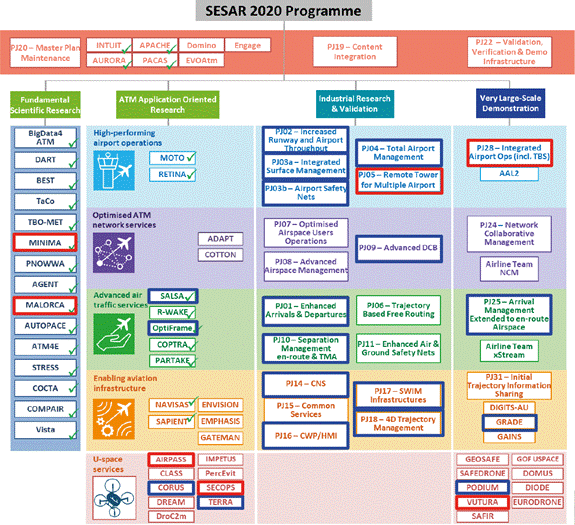 SESAR 2020 Programme
PJ20 – Master Plan
Maintenance
INTUIT
APACHE
Domino
Engage
AURORA
PACAS
EVOAtm
PJ19 – Content
Integration
PJ22 – Validation,
Verification & Demo
Infrastructure
Fundamental
Scientific Research
ATM Application Oriented
Research
Industrial Research
& Validation
Very Large-Scale
Demonstration
BigData4
ATM
DART
BEST
TaCo
TBO-MET
MINIMA
PNOWWA
AGENT
MALORCA
AUTOPACE
ATM4E
STRESS
COCTA
COMPAIR
Vista
High-performing
airport operations
MOTO
RETINA
PJ02 – Increased
Runway and Airport
Throughput
PJ03a – Integrated
Surface Management
PJ03b – Airport Safety
Nets
PJ04 – Total Airport
Management
PJ05 – Remote Tower
for Multiple Airport
PJ28 – Integrated
Airport Ops (incl. TBS)
AAL2
Optimised ATM
network services
ADAPT
COTTON
PJ07 – Optimised
Airspace Users
Operations
PJ08 – Advanced
Airspace Management
PJ09 – Advanced DCB
PJ24 – Network
Collaborative
Management
Airline Team
NCM
Advanced air
traffic services
SALSA
R-WAKE
OptiFrame
COPTRA
PARTAKE
PJ01 – Enhanced
Arrivals & Departures
PJ10 – Separation
Management
en-route & TMA
PJ06 – Trajectory
Based Free Routing
PJ11 – Enhanced Air &
Ground Safety Nets
PJ25 – Arrival
Management
Extended to en-route
Airspace
Airline Team
xStream
Enabling aviation
infrastructure
NAVISAS
ENVISION
SAPIENT
EMPHASIS
GATEMAN
PJ14 – CNS
PJ15 – Common
Services
PJ16 – CWP/HMI
PJ17 – SWIM
Infrastructures
PJ18 – 4D Trajectory
Management
PJ31 – Initial
Trajectory Information
Sharing
DIGITS-AU
GRADE
GAINS
U-space
services
AIRPASS
IMPETUS
CLASS
PercEvit
CORUS
SECOPS
DREAM
TERRA
DroC2m
GEOSAFE
GOF USPACE
SAFEDRONE
DOMUS
PODIUM
DIODE
VUTURA
EURODRONE
SAFIR